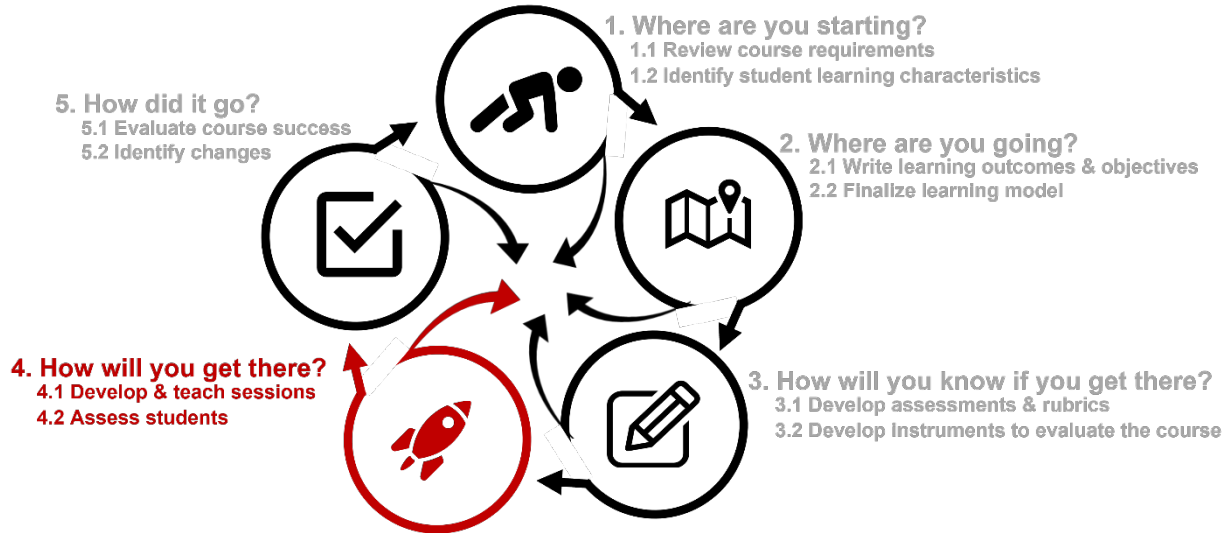 1. Where are you starting?
1.1 Review course requirements
1.2 Identify student learning characteristics
2. Where are you going?
2.1 Write learning outcomes & objectives
2.2 Finalize learning model
3. How will you know if you get there?
3.1 Develop assessments & rubrics
3.2 Develop Instruments to evaluate the course
4. How will you get there?
4.1 Develop & teach sessions
4.2 Assess students
5. How did it go?
5.1 Evaluate course success
5.2 Identify changes